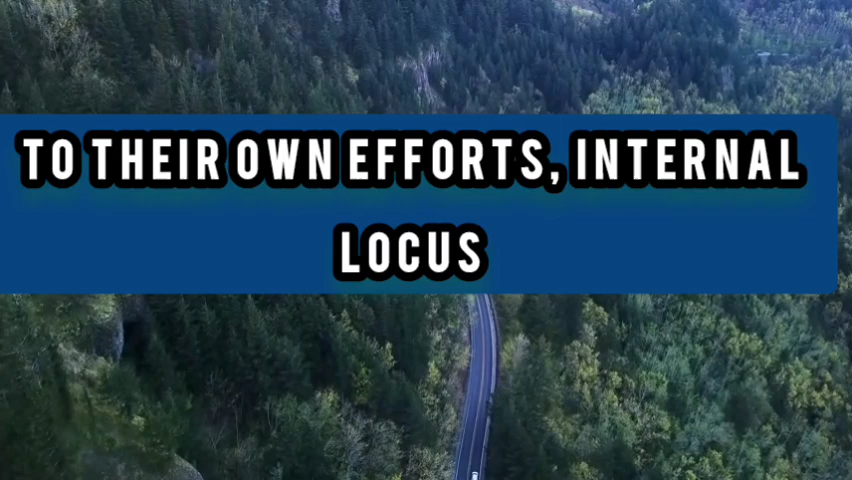 TO THEIR OWN EFFORTS, INTERNAL
LOCUS